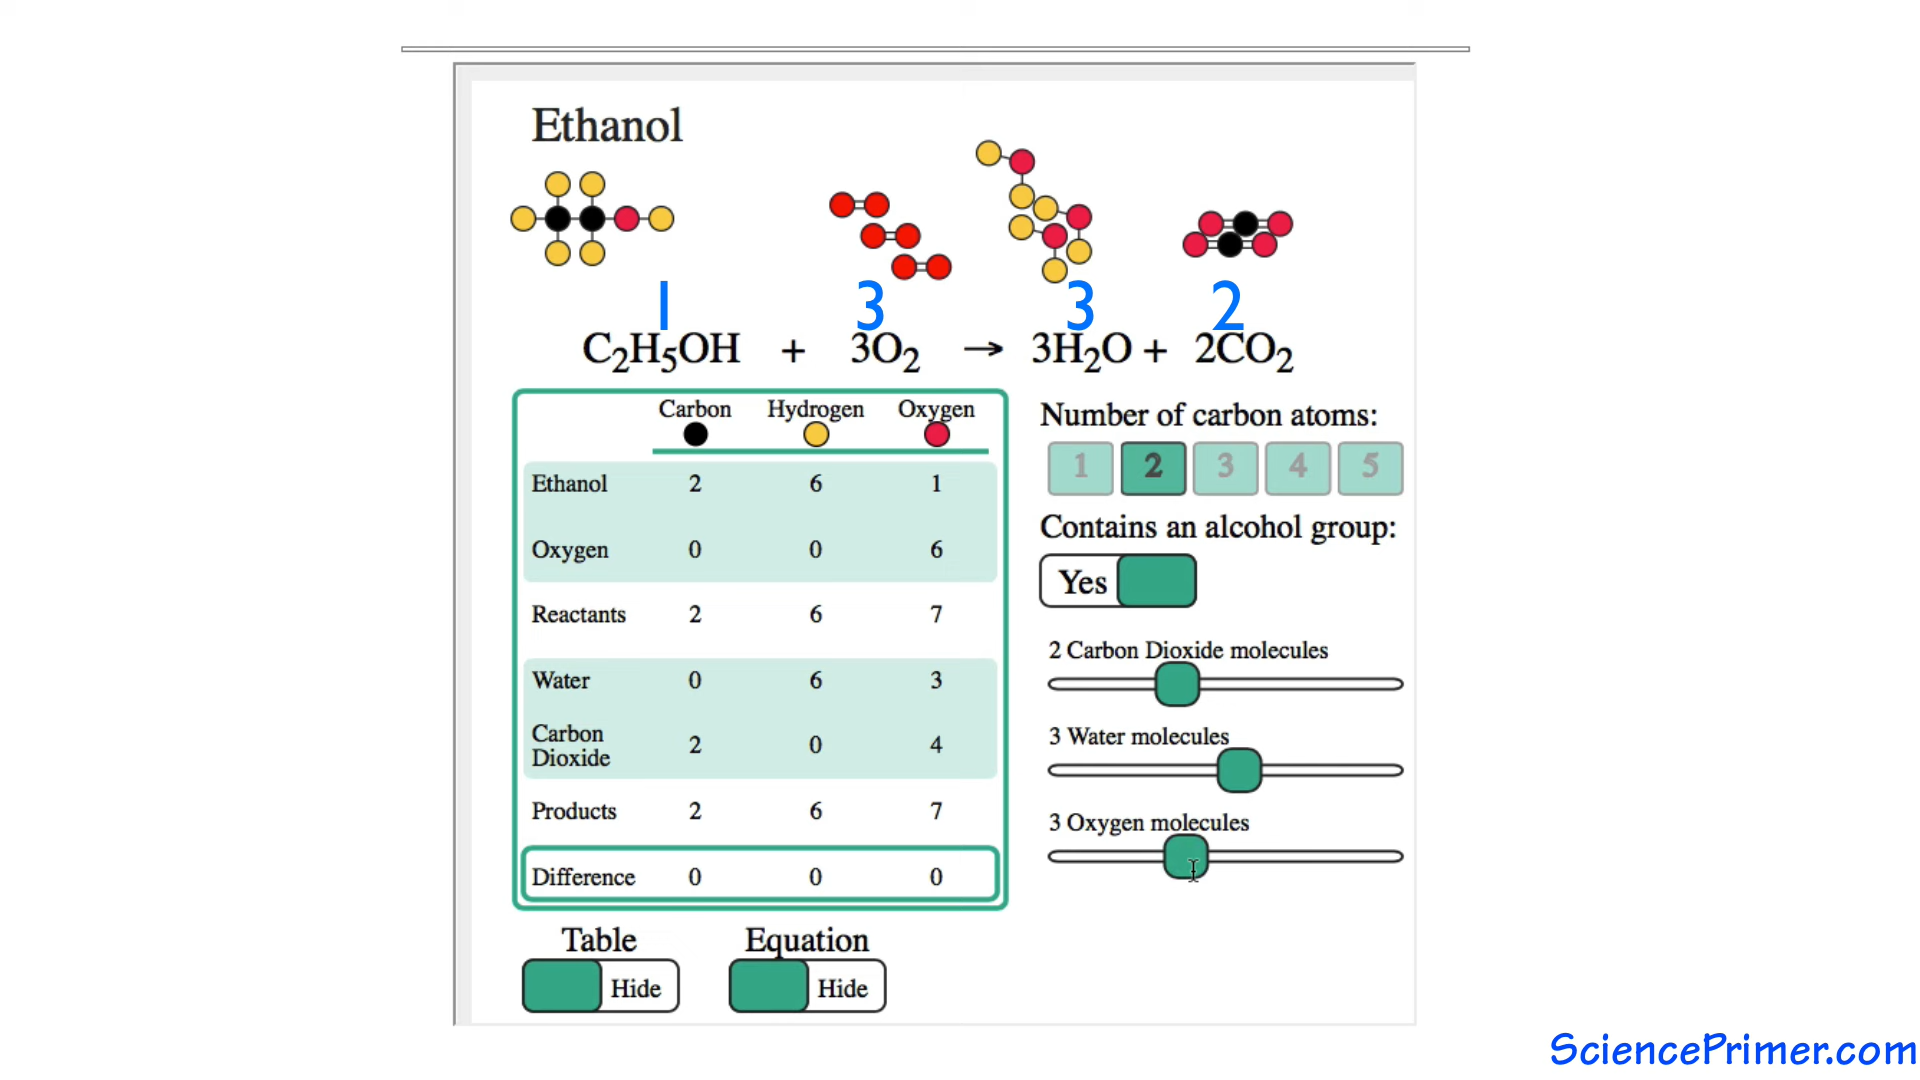 Ethanol
1 3 3 2
C₂H₅OH + 3O₂ → 3H₂O + 2CO₂
Carbon Hydrogen Oxygen
Ethanol 2 6 1
Oxygen 0 0 6
Reactants 2 6 7
Water 0 6 3
Carbon
Dioxide 2 0 4
Products 2 6 7
Difference 0 0 0
Table Equation
Hide Hide
Number of carbon atoms:
1 2 3 4 5
Contains an alcohol group:
Yes
2 Carbon Dioxide molecules
3 Water molecules
3 Oxygen molecules
SciencePrimer.com